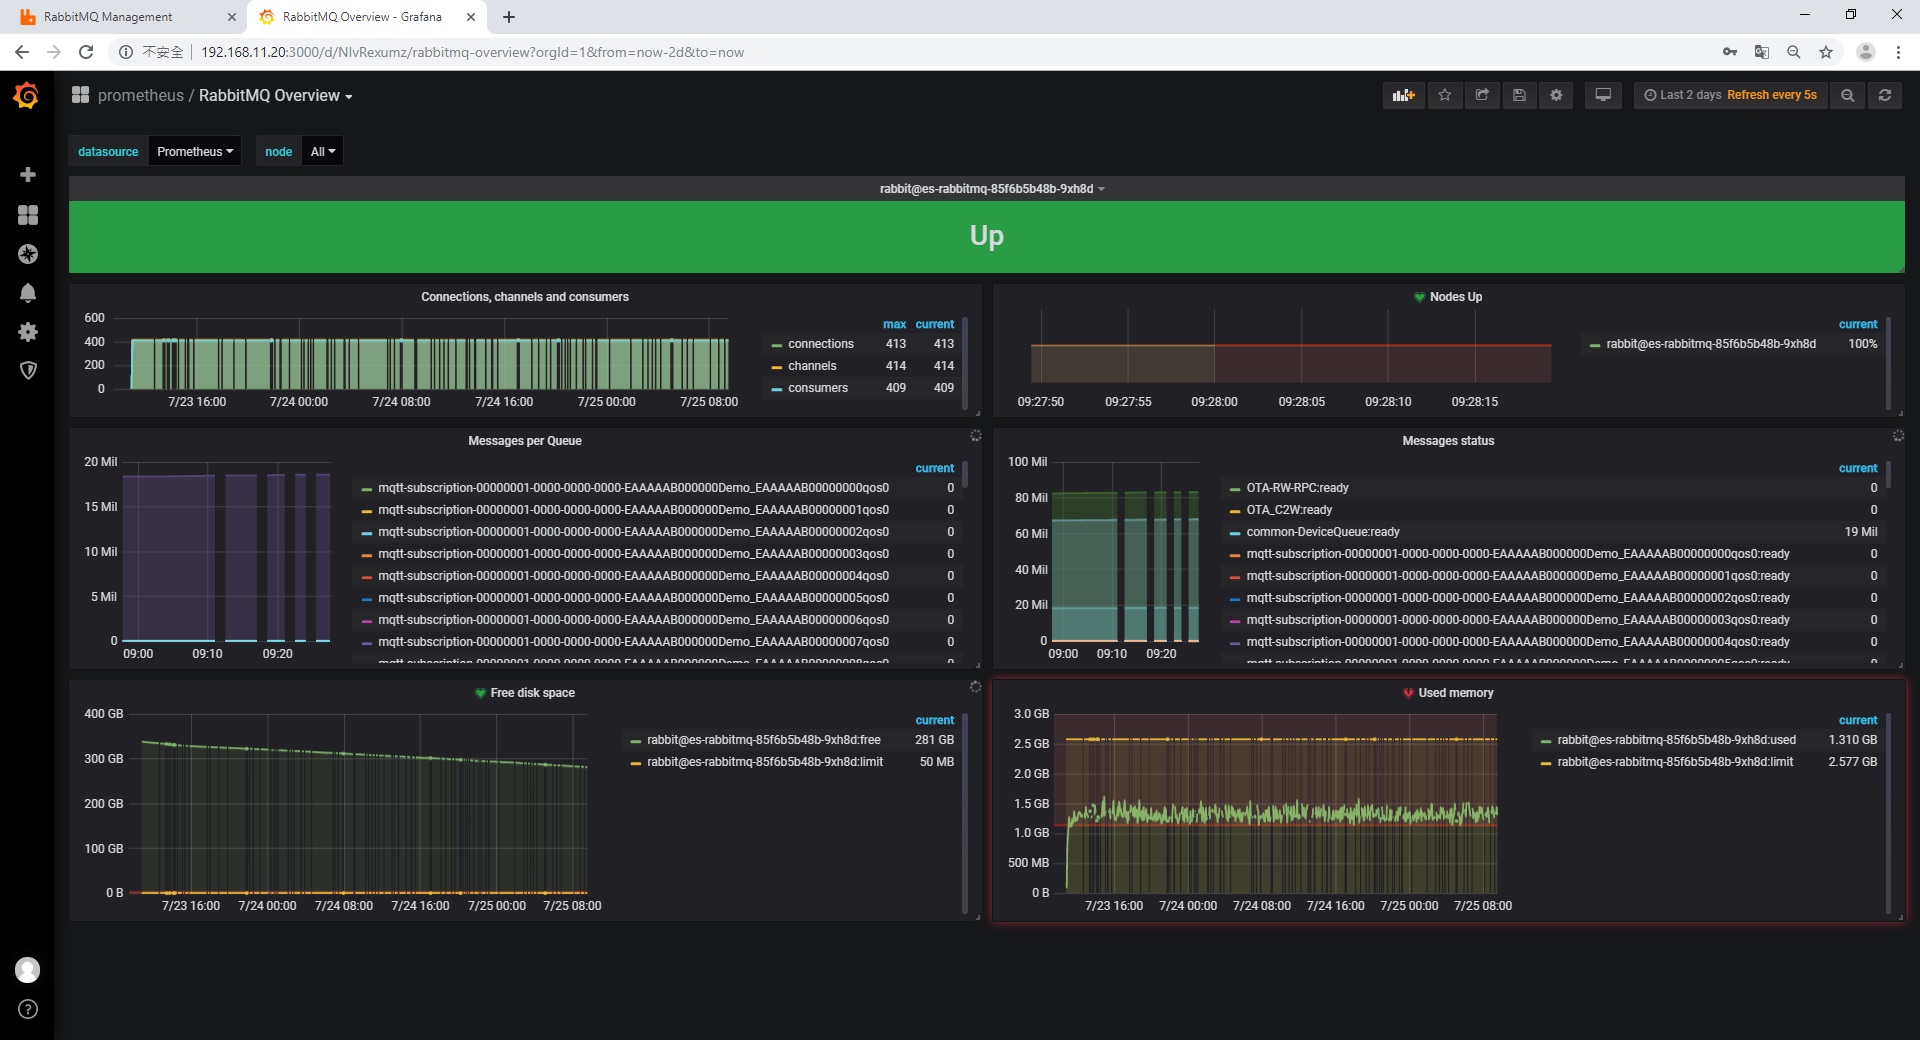 RabbitMQ Management
RabbitMQ Overview - Grafana
不安全 192.168.11.20:3000/d/NlvRexumz/rabbitmq-overview?orgId=1&from=now-2d&to=now
prometheus / RabbitMQ Overview
Last 2 days Refresh every 5s
datasource Prometheus node All
rabbit@es-rabbitmq-85f6b5b48b-9xh8d
Up
Connections, channels and consumers
600
400
200
0
7/23 16:00 7/24 00:00 7/24 08:00 7/24 16:00 7/25 00:00 7/25 08:00
max current
connections 413 413
channels 414 414
consumers 409 409
Nodes Up
09:27:50 09:27:55 09:28:00 09:28:05 09:28:10 09:28:15
current
rabbit@es-rabbitmq-85f6b5b48b-9xh8d 100%
Messages per Queue
20 Mil
15 Mil
10 Mil
5 Mil
0
09:00 09:10 09:20
current
mqtt-subscription-00000001-0000-0000-0000-EAAAAAB000000Demo_EAAAAAB00000000qos0 0
mqtt-subscription-00000001-0000-0000-0000-EAAAAAB000000Demo_EAAAAAB00000001qos0 0
mqtt-subscription-00000001-0000-0000-0000-EAAAAAB000000Demo_EAAAAAB00000002qos0 0
mqtt-subscription-00000001-0000-0000-0000-EAAAAAB000000Demo_EAAAAAB00000003qos0 0
mqtt-subscription-00000001-0000-0000-0000-EAAAAAB000000Demo_EAAAAAB00000004qos0 0
mqtt-subscription-00000001-0000-0000-0000-EAAAAAB000000Demo_EAAAAAB00000005qos0 0
mqtt-subscription-00000001-0000-0000-0000-EAAAAAB000000Demo_EAAAAAB00000006qos0 0
mqtt-subscription-00000001-0000-0000-0000-EAAAAAB000000Demo_EAAAAAB00000007qos0 0
Messages status
100 Mil
80 Mil
60 Mil
40 Mil
20 Mil
0
09:00 09:10 09:20
current
OTA-RW-RPC:ready 0
OTA_C2W:ready 0
common-DeviceQueue:ready 19 Mil
mqtt-subscription-00000001-0000-0000-0000-EAAAAAB000000Demo_EAAAAAB00000000qos0:ready 0
mqtt-subscription-00000001-0000-0000-0000-EAAAAAB000000Demo_EAAAAAB00000001qos0:ready 0
mqtt-subscription-00000001-0000-0000-0000-EAAAAAB000000Demo_EAAAAAB00000002qos0:ready 0
mqtt-subscription-00000001-0000-0000-0000-EAAAAAB000000Demo_EAAAAAB00000003qos0:ready 0
mqtt-subscription-00000001-0000-0000-0000-EAAAAAB000000Demo_EAAAAAB00000004qos0:ready 0
Free disk space
400 GB
300 GB
200 GB
100 GB
0 B
7/23 16:00 7/24 00:00 7/24 08:00 7/24 16:00 7/25 00:00 7/25 08:00
current
rabbit@es-rabbitmq-85f6b5b48b-9xh8d:free 281 GB
rabbit@es-rabbitmq-85f6b5b48b-9xh8d:limit 50 MB
Used memory
3.0 GB
2.5 GB
2.0 GB
1.5 GB
1.0 GB
500 MB
0 B
7/23 16:00 7/24 00:00 7/24 08:00 7/24 16:00 7/25 00:00 7/25 08:00
current
rabbit@es-rabbitmq-85f6b5b48b-9xh8d:used 1.310 GB
rabbit@es-rabbitmq-85f6b5b48b-9xh8d:limit 2.577 GB